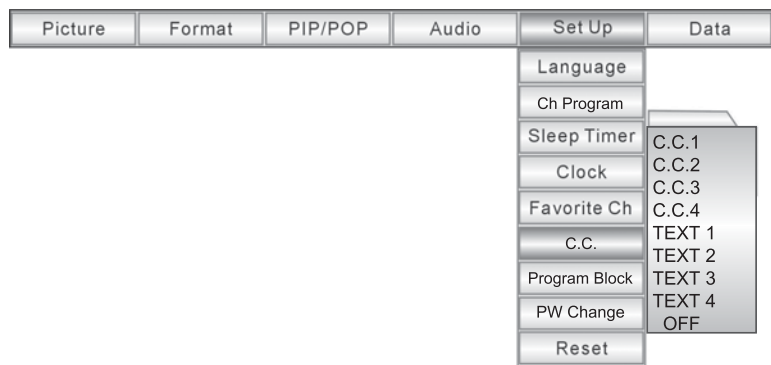 Picture Format PIP/POP Audio Set Up Data
Language
Ch Program
Sleep Timer
Clock
Favorite Ch
C.C.
Program Block
PW Change
Reset
C.C.1
C.C.2
C.C.3
C.C.4
TEXT 1
TEXT 2
TEXT 3
TEXT 4
OFF